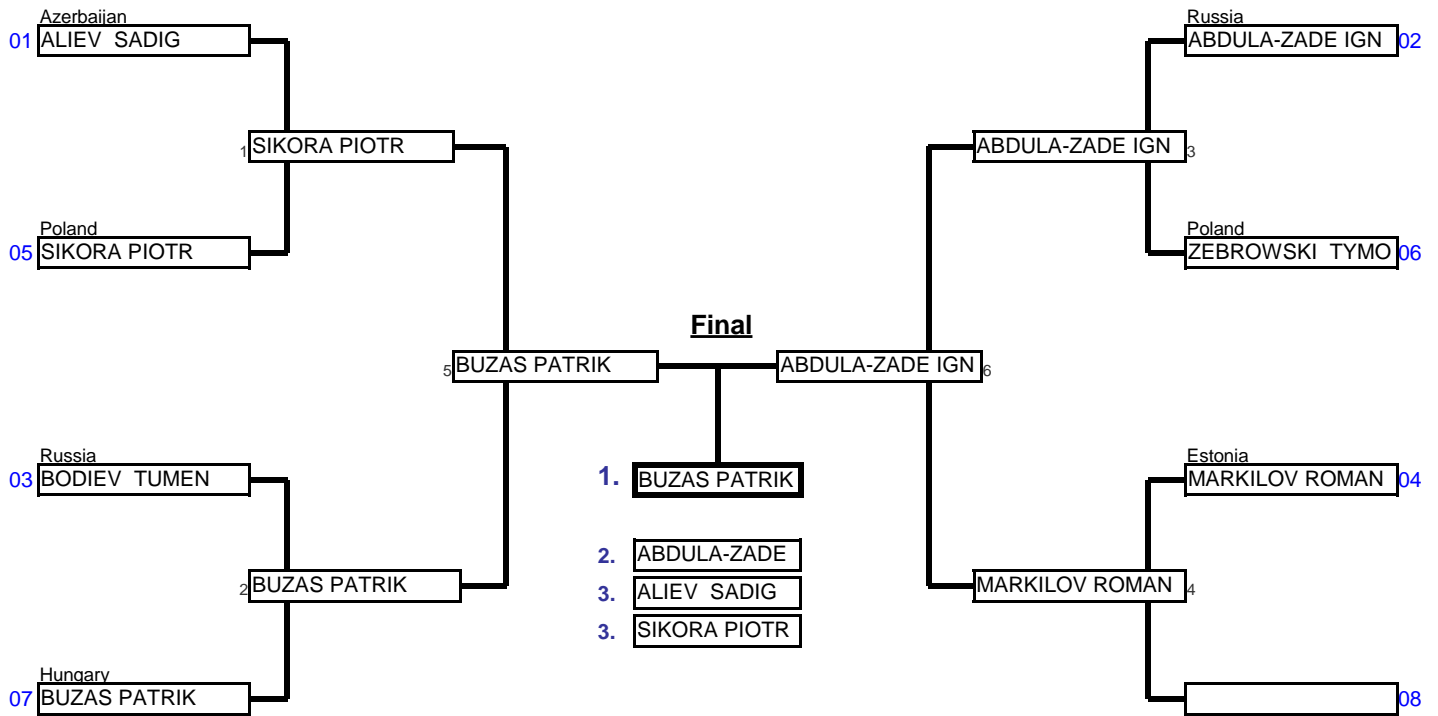 Azerbaijan
01 ALIEV  SADIG
Russia
ABDULA-ZADE IGN 02
1 SIKORA PIOTR
ABDULA-ZADE IGN 3
Poland
05 SIKORA PIOTR
Poland
ZEBROWSKI  TYMO 06
Final
5 BUZAS PATRIK
ABDULA-ZADE IGN 6
Russia
03 BODIEV  TUMEN
1. BUZAS PATRIK
Estonia
MARKILOV ROMAN 04
2. ABDULA-ZADE
3. ALIEV  SADIG
3. SIKORA PIOTR
2 BUZAS PATRIK
MARKILOV ROMAN 4
Hungary
07 BUZAS PATRIK
08